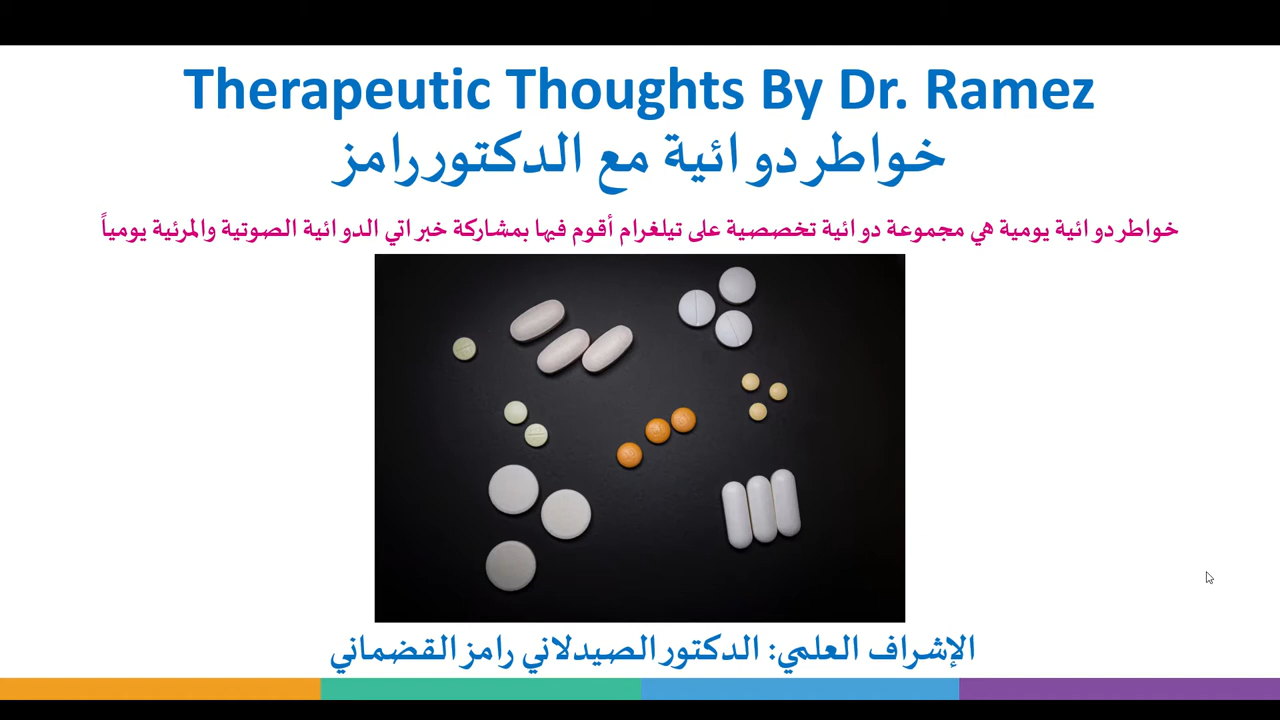 Therapeutic Thoughts By Dr. Ramez
خواطر دوائية مع الدكتور رامز
خواطر دوائية يومية هي مجموعة دوائية تخصصية على تيلغرام أقوم فيها بمشاركة خبراتي الدوائية الصوتية والمرئية يومياً
الإشراف العلمي: الدكتور الصيدلاني رامز القضماني